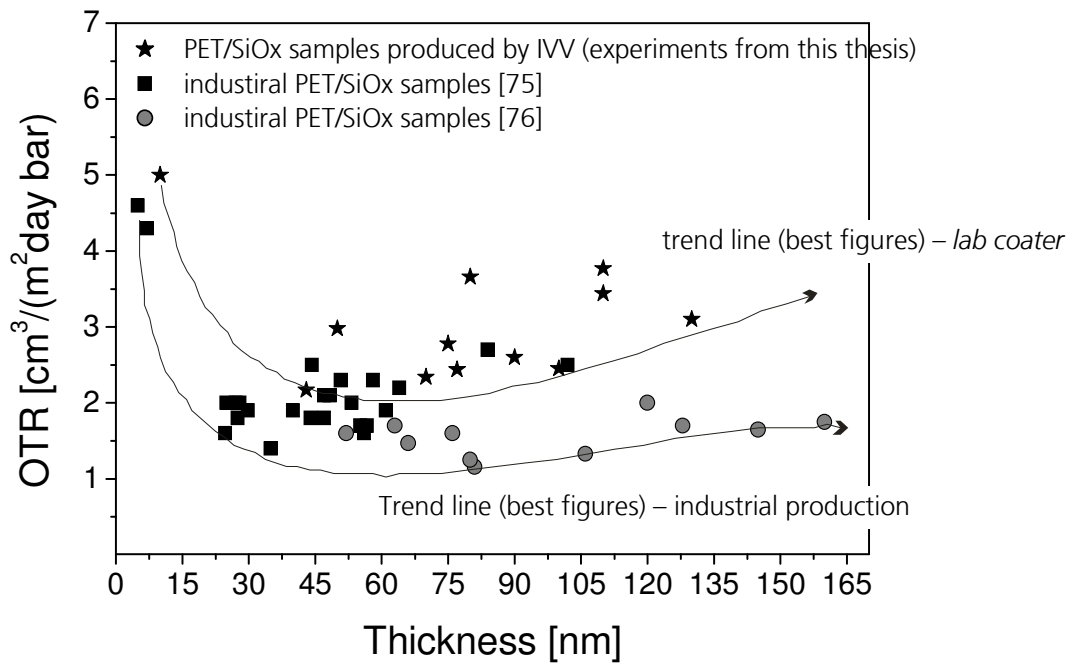 7
PET/SiOx samples produced by IVV (experiments from this thesis)
industiral PET/SiOx samples [75]
6
industiral PET/SiOx samples [76]
5
4
trend line (best figures) – lab coater
3
2
1
Trend line (best figures) – industrial production
OTR [cm³/(m²day bar)
0 15 30 45 60 75 90 105 120 135 150 165
Thickness [nm]